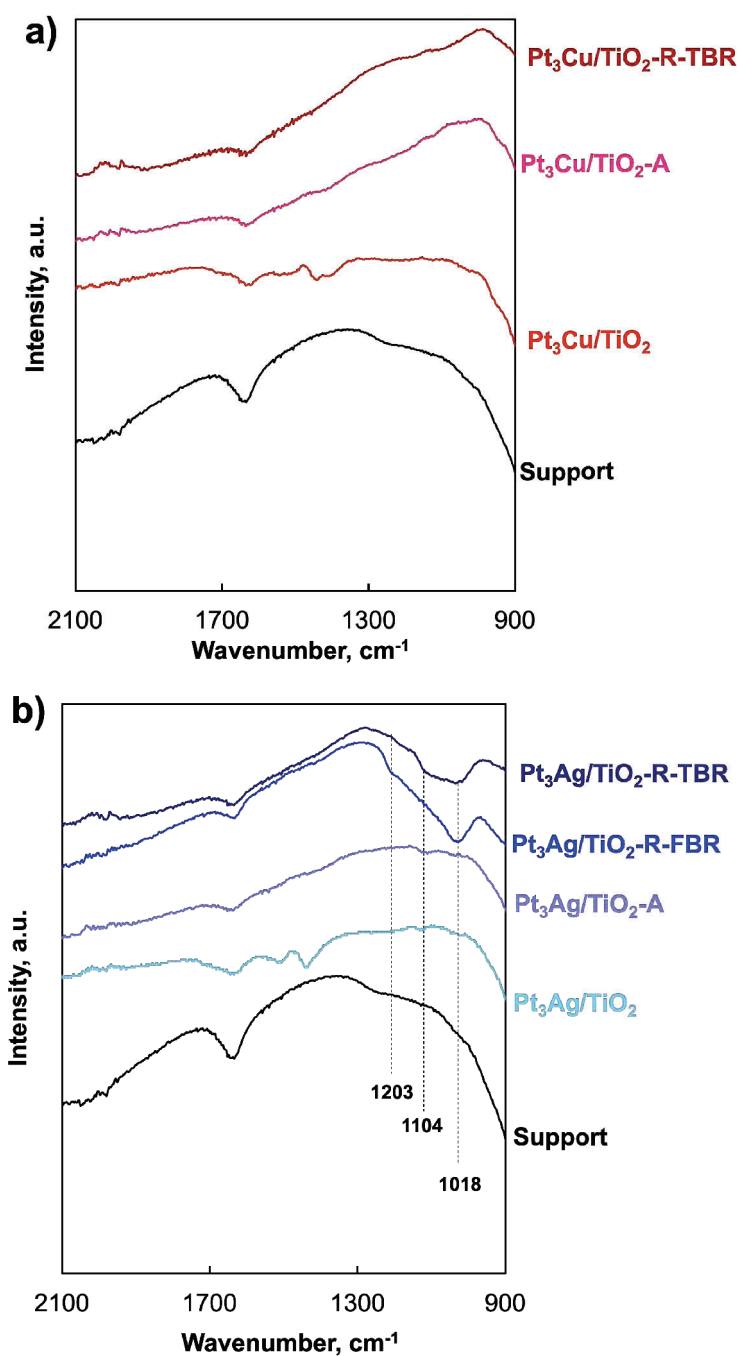 a)
Pt₃Cu/TiO₂-R-TBR
Pt₃Cu/TiO₂-A
Pt₃Cu/TiO₂
Support
Intensity, a.u.
2100 1700 1300 900
Wavenumber, cm⁻¹
b)
Pt₃Ag/TiO₂-R-TBR
Pt₃Ag/TiO₂-R-FBR
Pt₃Ag/TiO₂-A
Pt₃Ag/TiO₂
Support
Intensity, a.u.
1203
1104
1018
2100 1700 1300 900
Wavenumber, cm⁻¹